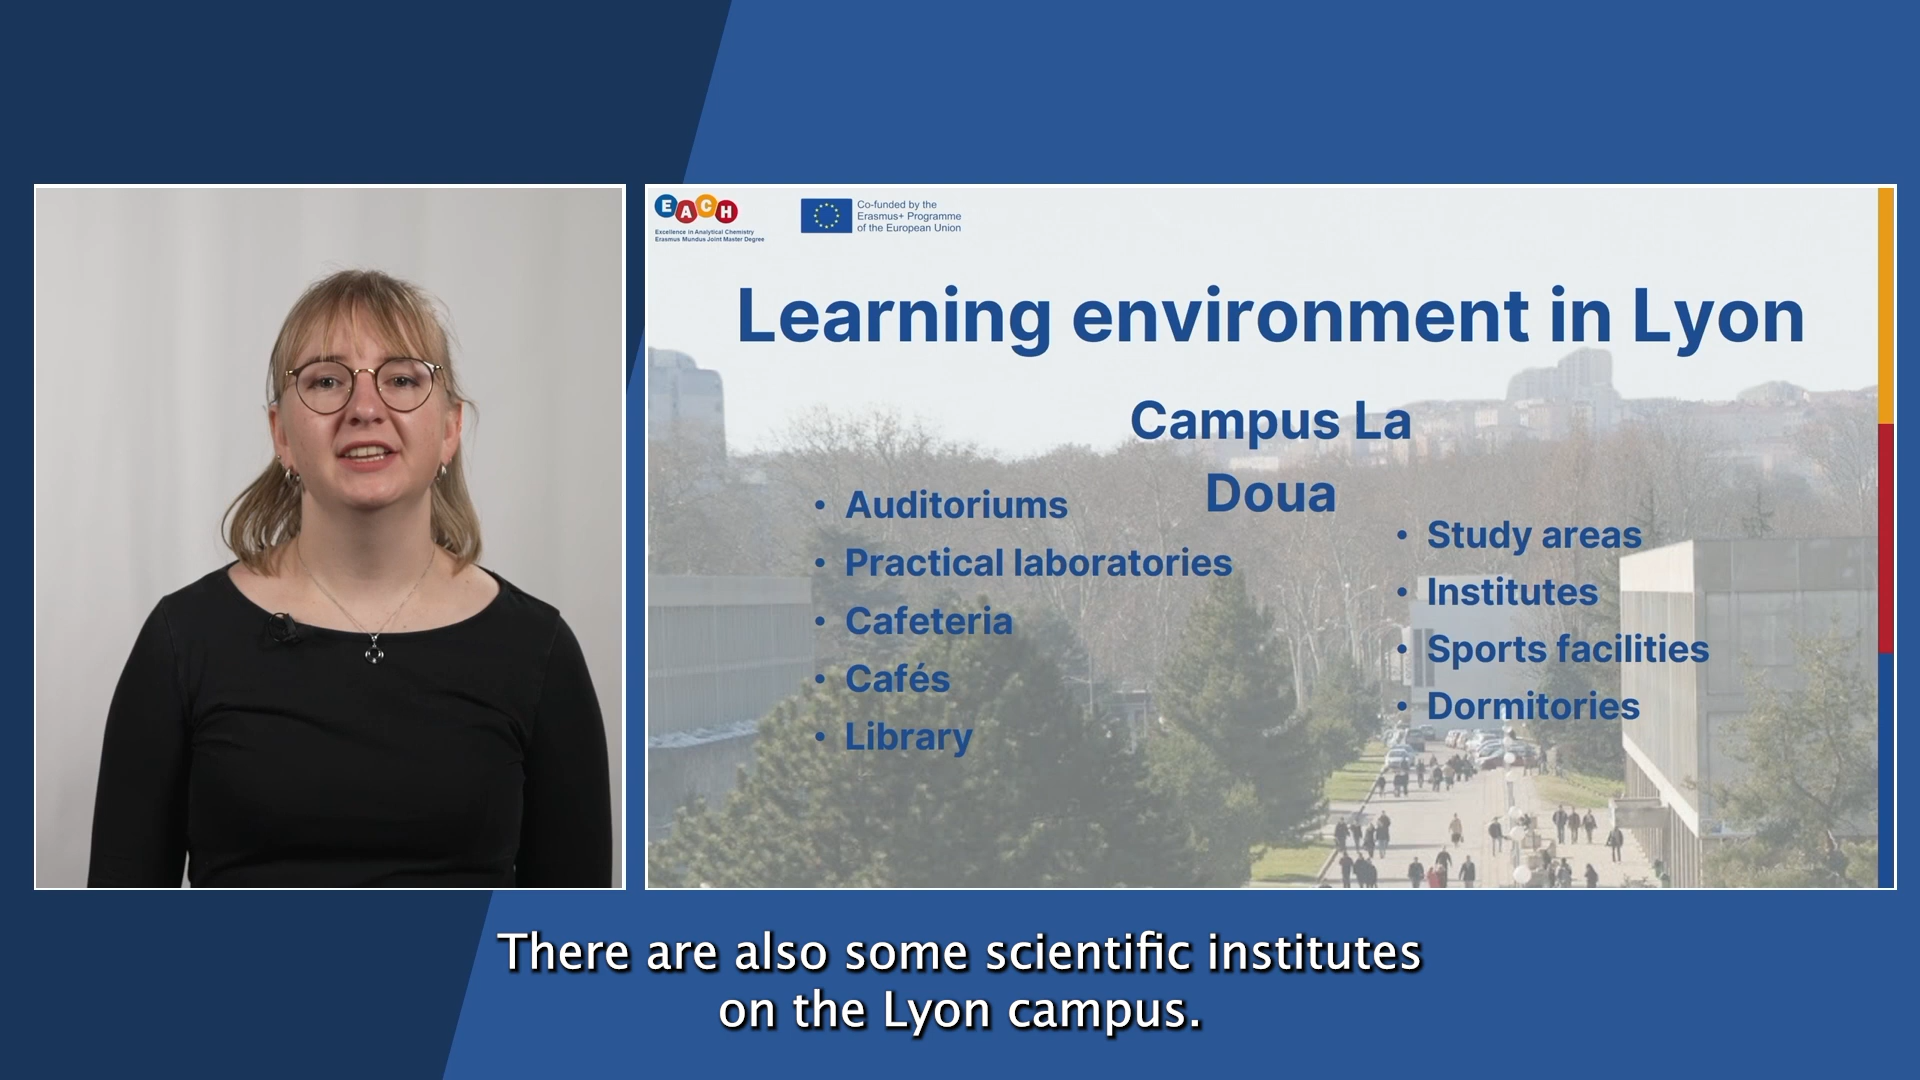 EACH
Excellence in Analytical Chemistry
Erasmus Mundus Joint Master Degree
Co-funded by the
Erasmus+ Programme
of the European Union
Learning environment in Lyon
Campus La
Doua
• Auditoriums
• Practical laboratories
• Cafeteria
• Cafés
• Library
• Study areas
• Institutes
• Sports facilities
• Dormitories
There are also some scientific institutes
on the Lyon campus.